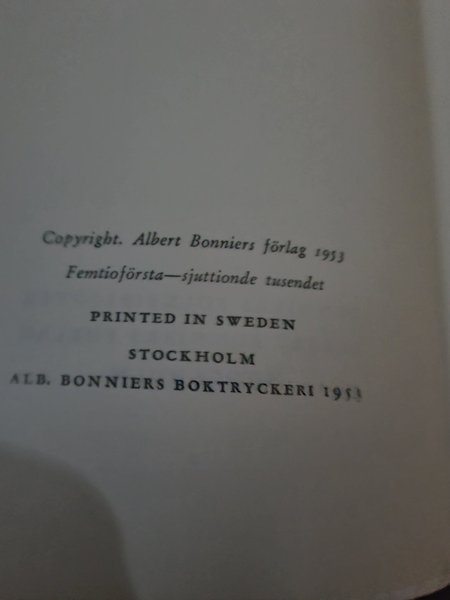 Copyright. Albert Bonniers förlag 1953
Femtioförsta—sjuttionde tusendet
PRINTED IN SWEDEN
STOCKHOLM
ALB. BONNIERS BOKTRYCKERI 1953